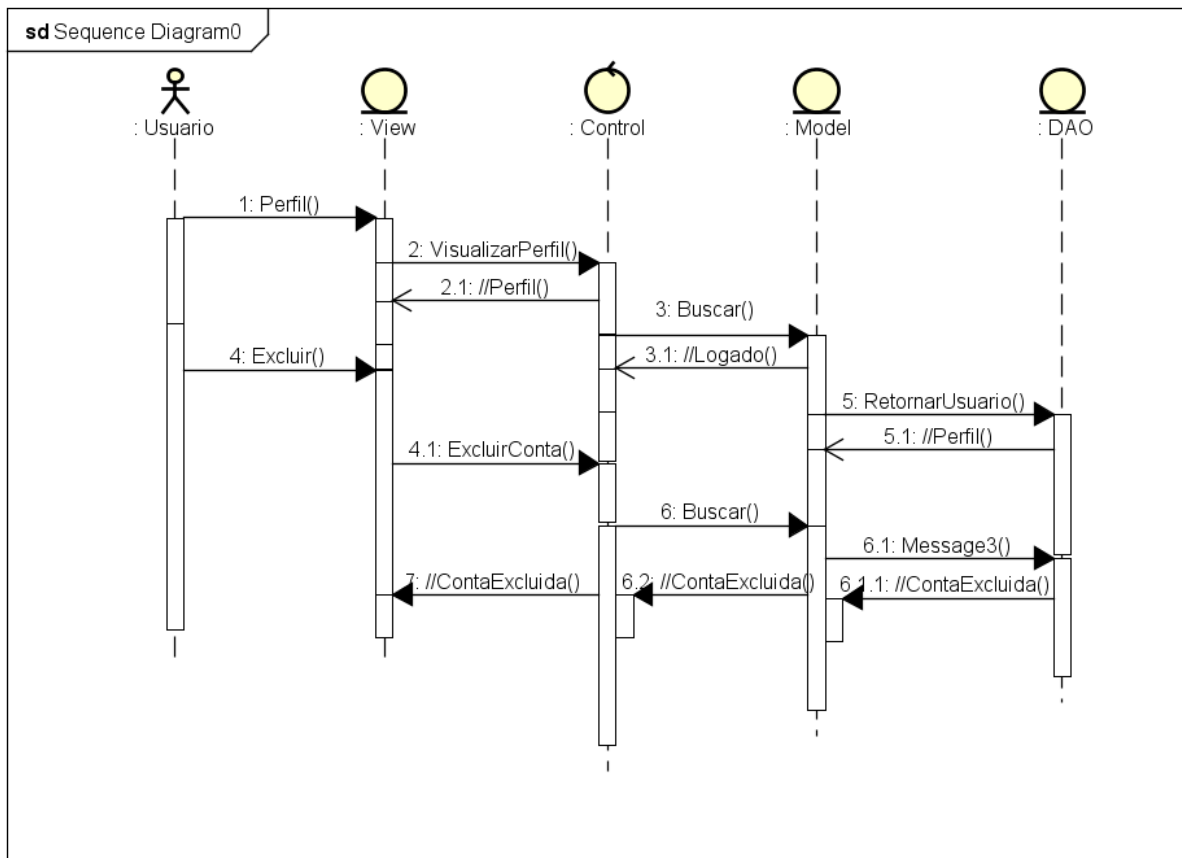 sd Sequence Diagram0
: Usuario
: View
: Control
: Model
: DAO
1: Perfil()
2: VisualizarPerfil()
2.1: //Perfil()
3: Buscar()
4: Excluir()
3.1: //Logado()
5: RetornarUsuario()
5.1: //Perfil()
4.1: ExcluirConta()
6: Buscar()
6.1: Message3()
7: //ContaExcluida()
6.2: //ContaExcluida()
6.1.1: //ContaExcluida()